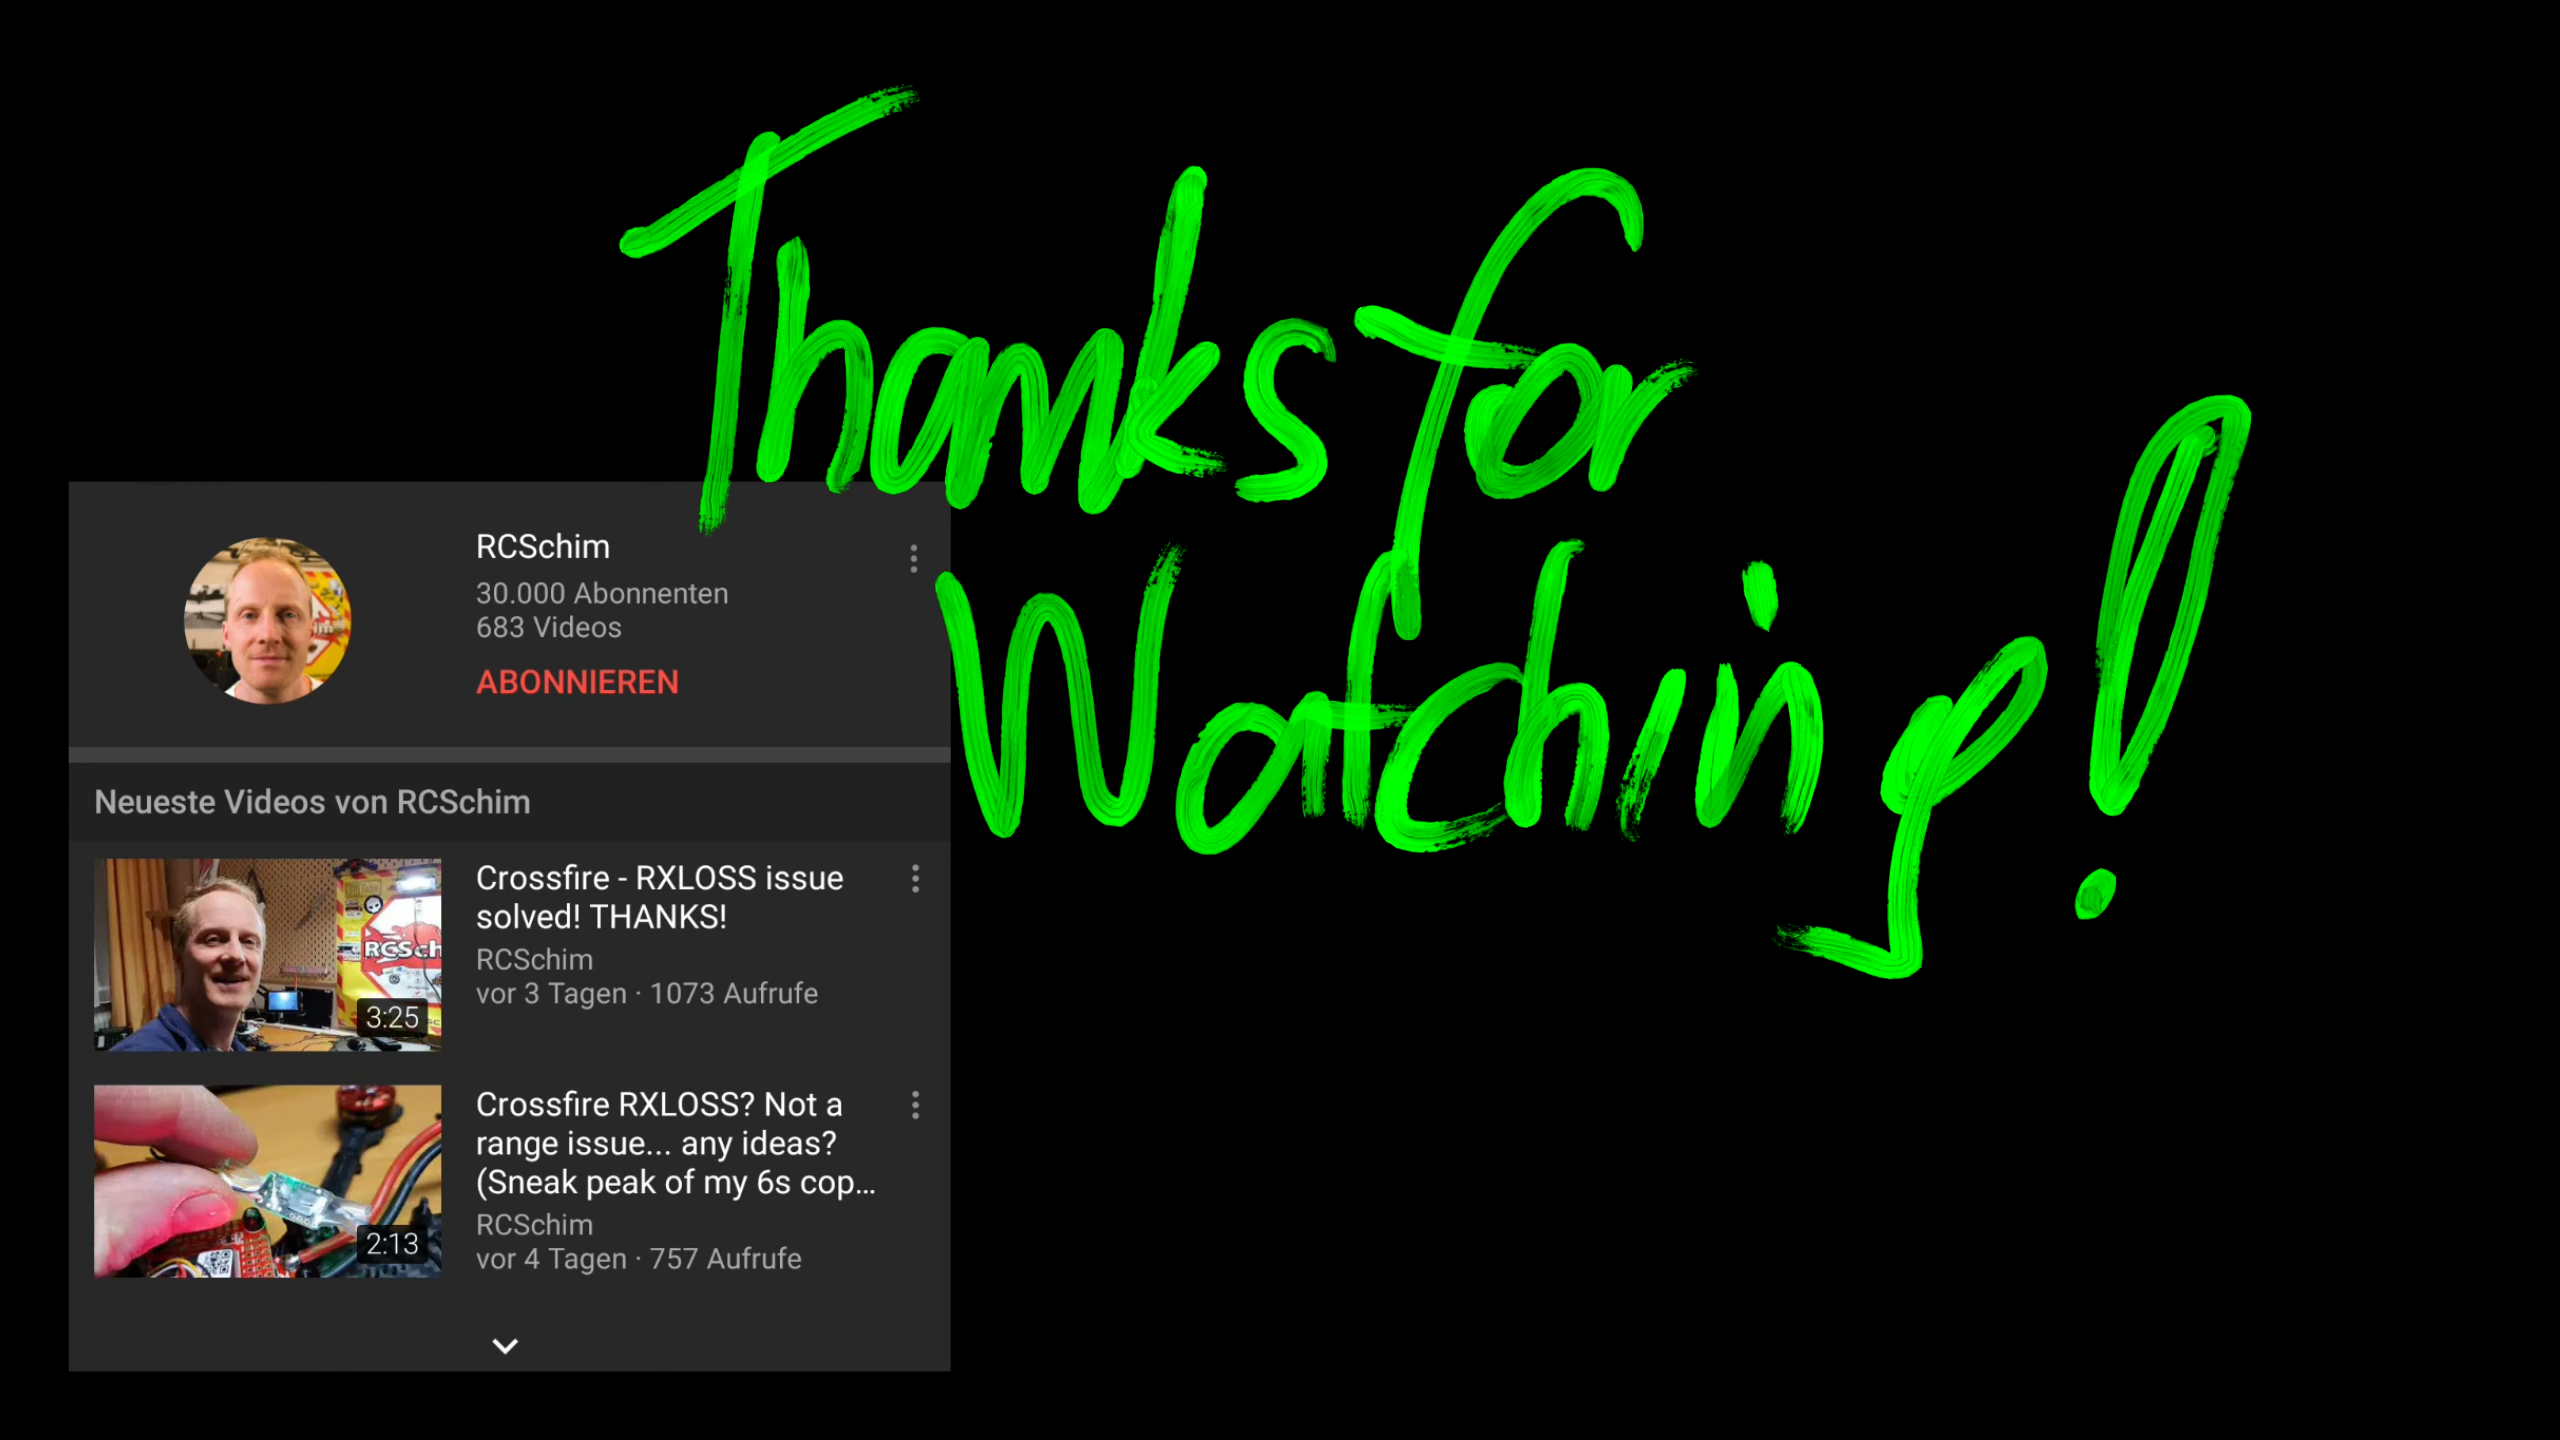 Thanks for
Watching!
RCSchim
30.000 Abonnenten
683 Videos
ABONNIEREN
Neueste Videos von RCSchim
RCSch
3:25
Crossfire - RXLOSS issue
solved! THANKS!
RCSchim
vor 3 Tagen · 1073 Aufrufe
2:13
Crossfire RXLOSS? Not a
range issue... any ideas?
(Sneak peak of my 6s cop...
RCSchim
vor 4 Tagen · 757 Aufrufe